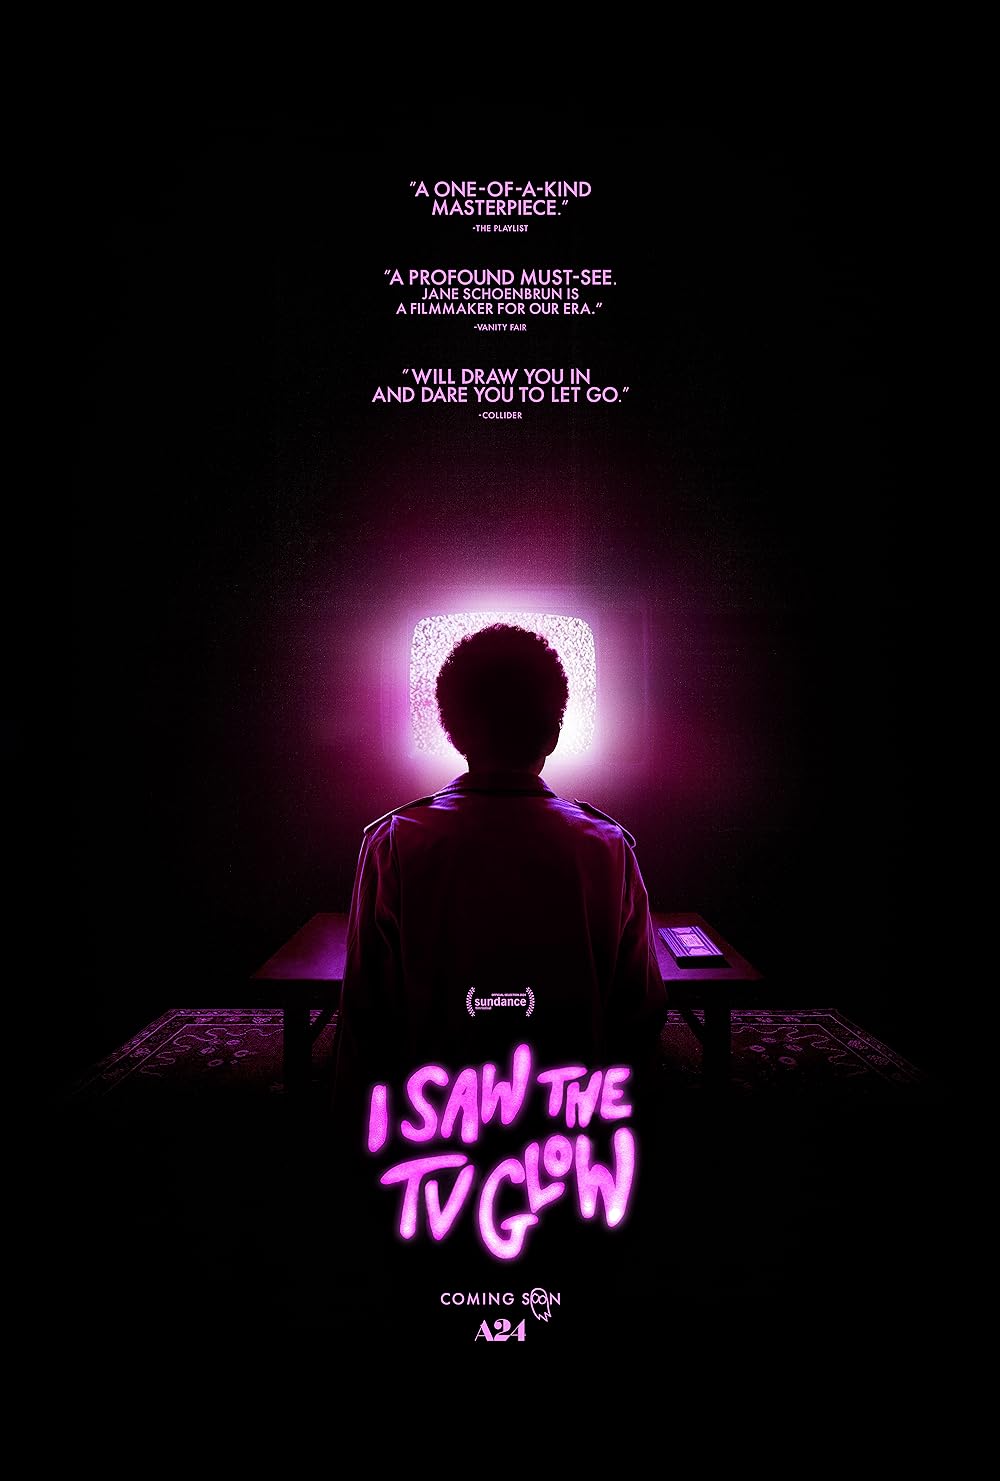 "A ONE-OF-A-KIND
MASTERPIECE."
-THE PLAYLIST
"A PROFOUND MUST-SEE.
JANE SCHOENBRUN IS
A FILMMAKER FOR OUR ERA."
-VANITY FAIR
"WILL DRAW YOU IN
AND DARE YOU TO LET GO."
-COLLIDER
sundance
I SAW THE
TV GLOW
COMING SOON
A24